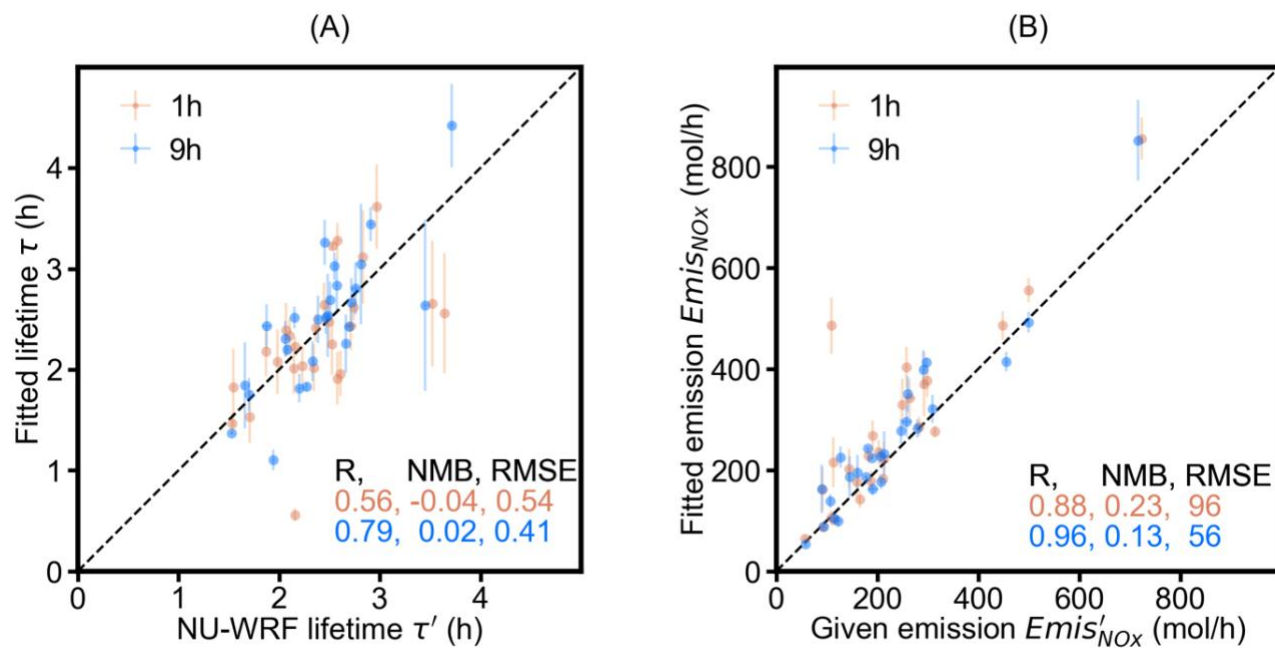 (A)
1h
9h
Fitted lifetime τ (h)
4
3
2
1
0
R, NMB, RMSE
0.56, -0.04, 0.54
0.79, 0.02, 0.41
0 1 2 3 4
NU-WRF lifetime τ′ (h)
(B)
1h
9h
Fitted emission Emis_NOx (mol/h)
800
600
400
200
0
R, NMB, RMSE
0.88, 0.23, 96
0.96, 0.13, 56
0 200 400 600 800
Given emission Emis′_NOx (mol/h)